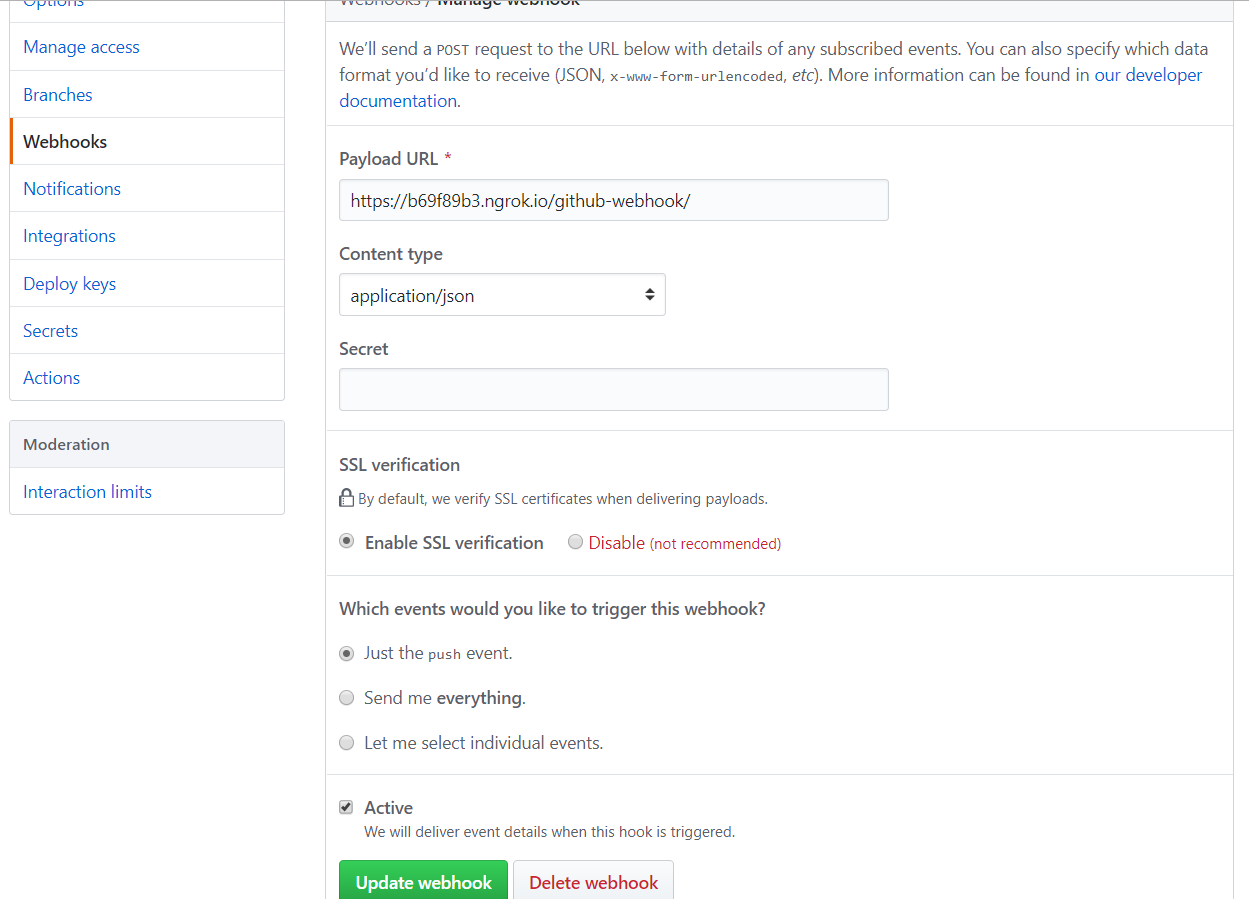 Options
Manage access
Branches
Webhooks
Notifications
Integrations
Deploy keys
Secrets
Actions
Moderation
Interaction limits
Webhooks / Manage webhook
We’ll send a POST request to the URL below with details of any subscribed events. You can also specify which data
format you’d like to receive (JSON, x-www-form-urlencoded, etc). More information can be found in our developer
documentation.
Payload URL *
https://b69f89b3.ngrok.io/github-webhook/
Content type
application/json
Secret
SSL verification
By default, we verify SSL certificates when delivering payloads.
Enable SSL verification Disable (not recommended)
Which events would you like to trigger this webhook?
Just the push event.
Send me everything.
Let me select individual events.
Active
We will deliver event details when this hook is triggered.
Update webhook Delete webhook